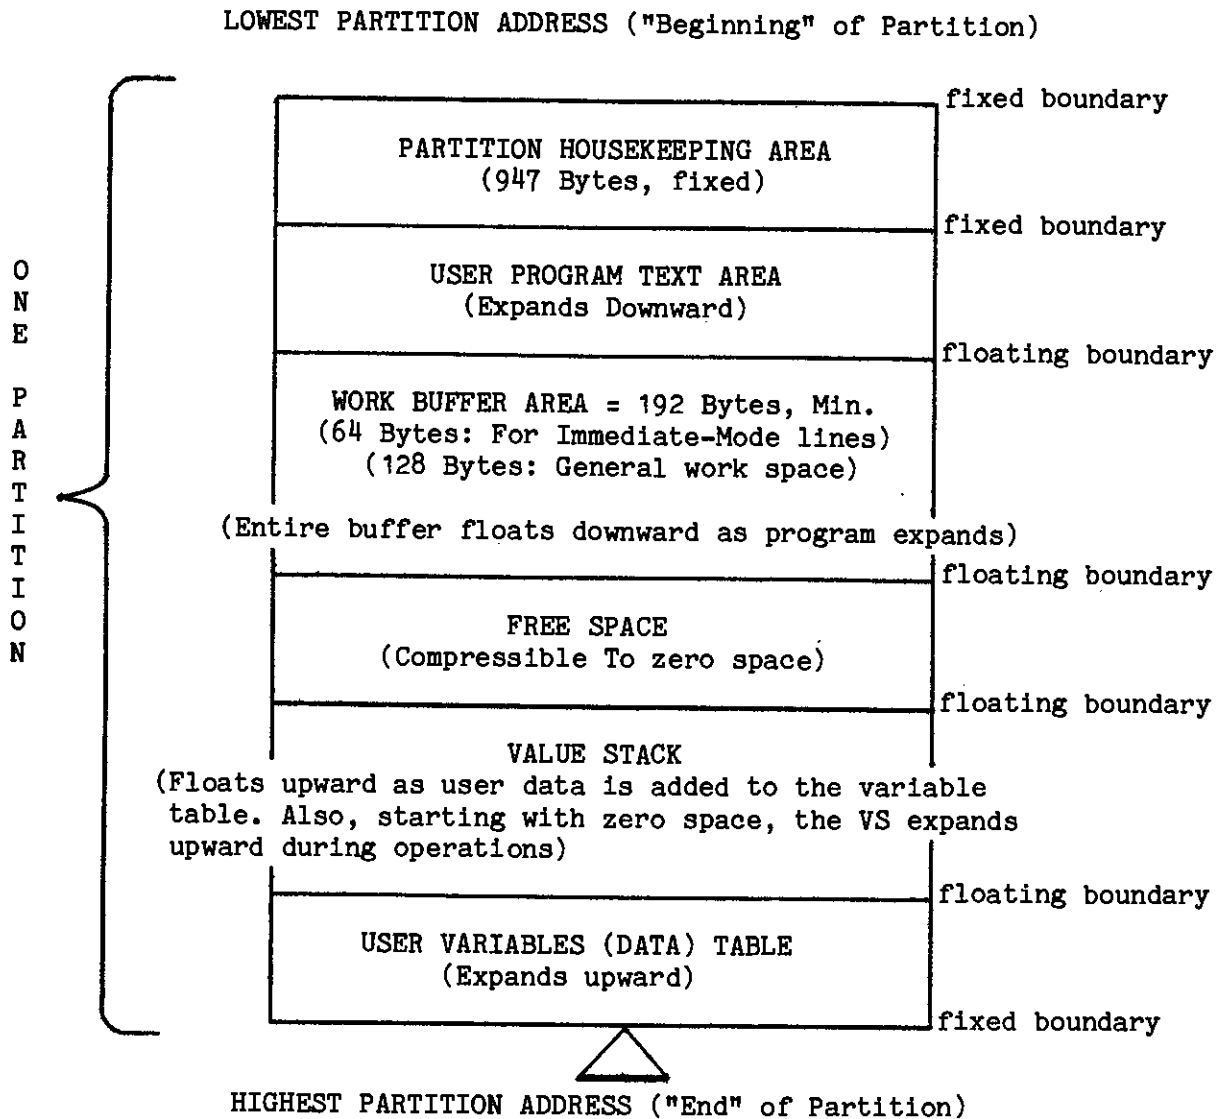 LOWEST PARTITION ADDRESS ("Beginning" of Partition)
fixed boundary
PARTITION HOUSEKEEPING AREA
(947 Bytes, fixed)
fixed boundary
USER PROGRAM TEXT AREA
(Expands Downward)
floating boundary
WORK BUFFER AREA = 192 Bytes, Min.
(64 Bytes: For Immediate-Mode lines)
(128 Bytes: General work space)
(Entire buffer floats downward as program expands)
floating boundary
FREE SPACE
(Compressible To zero space)
floating boundary
VALUE STACK
(Floats upward as user data is added to the variable
table. Also, starting with zero space, the VS expands
upward during operations)
floating boundary
USER VARIABLES (DATA) TABLE
(Expands upward)
fixed boundary
HIGHEST PARTITION ADDRESS ("End" of Partition)
ONE PARTITION